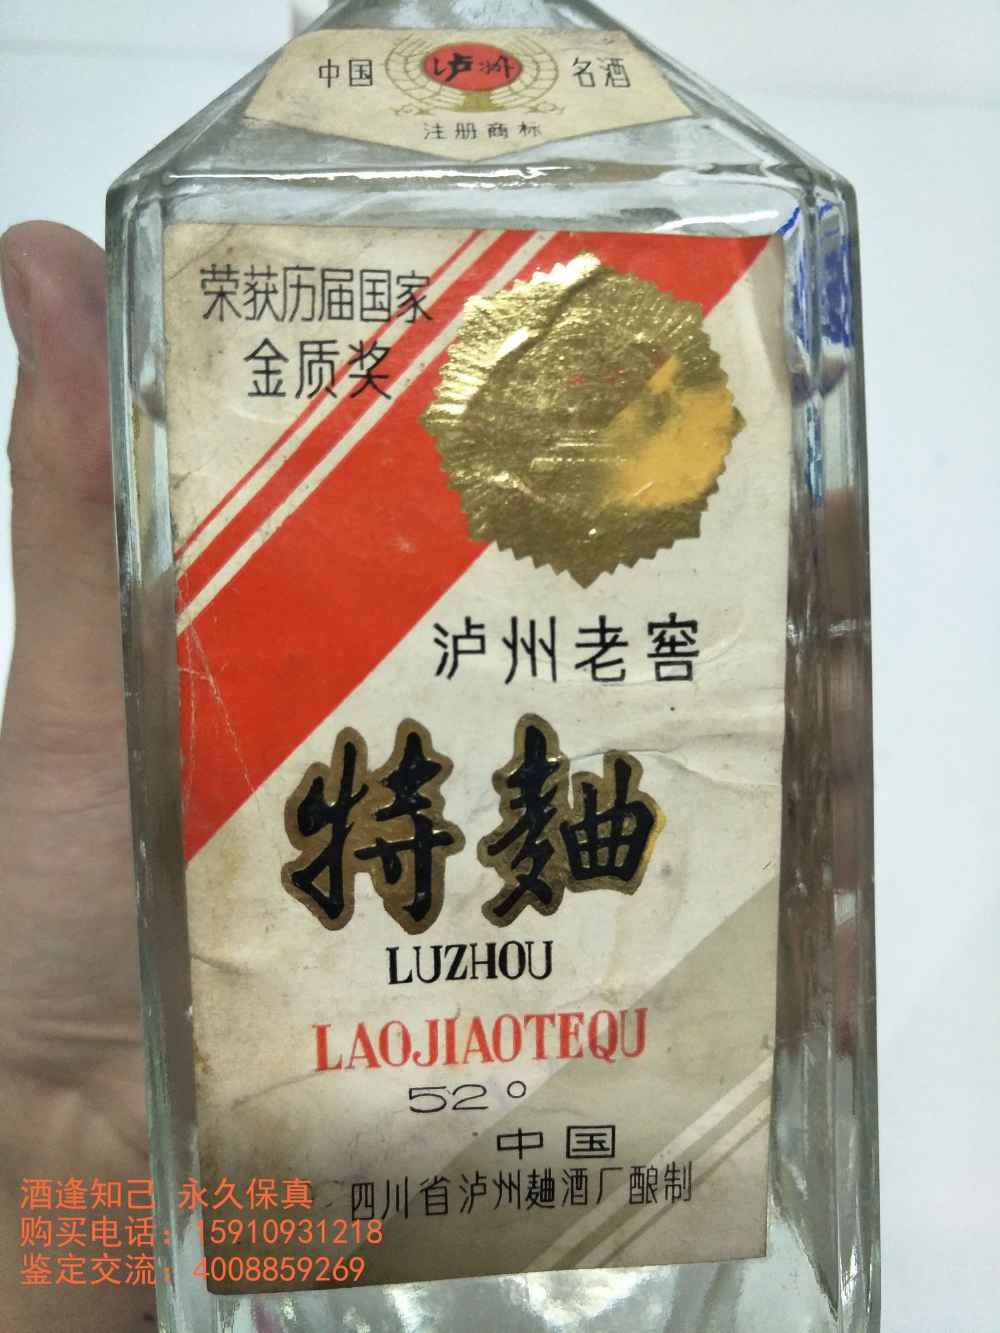 中国 泸州 名酒
注册商标
荣获历届国家
金质奖
泸州老窖
特麯
LUZHOU
LAOJIAOTEQU
52°
中国
四川省泸州麯酒厂酿制
酒逢知己 永久保真
购买电话：15910931218
鉴定交流：4008859269